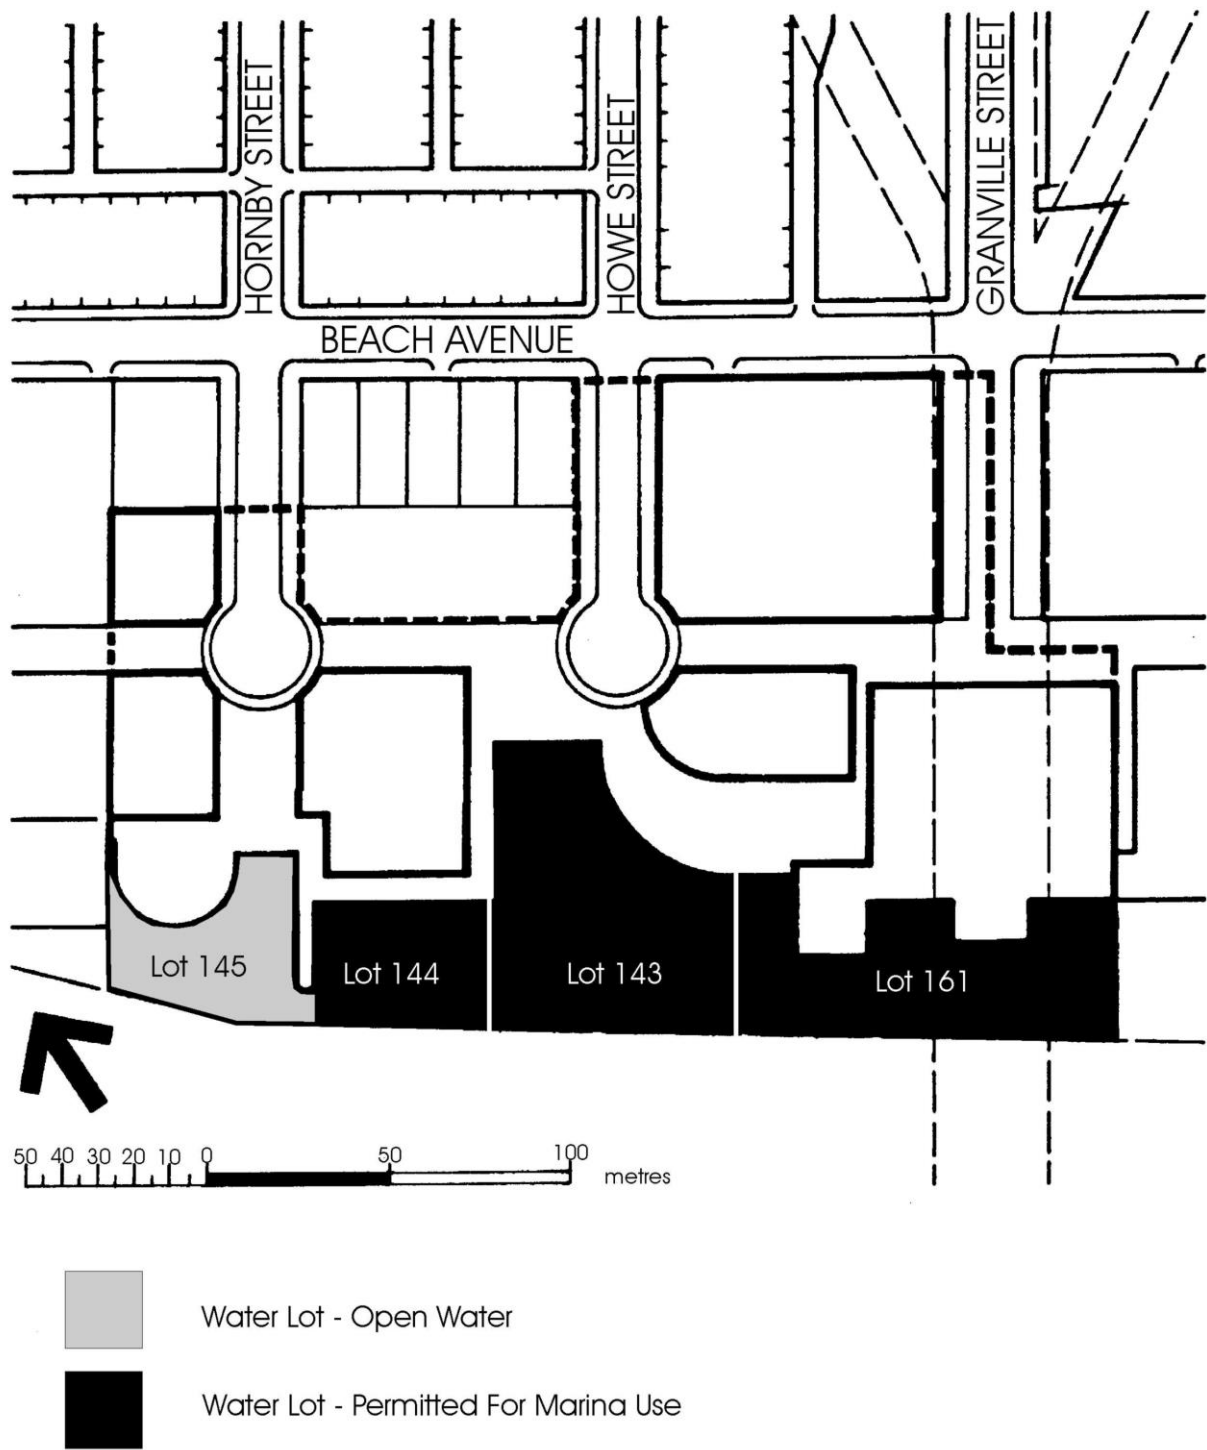 HORNBY STREET
HOWE STREET
GRANVILLE STREET
BEACH AVENUE
Lot 145
Lot 144
Lot 143
Lot 161
50 40 30 20 10 0 50 100
metres
Water Lot - Open Water
Water Lot - Permitted For Marina Use